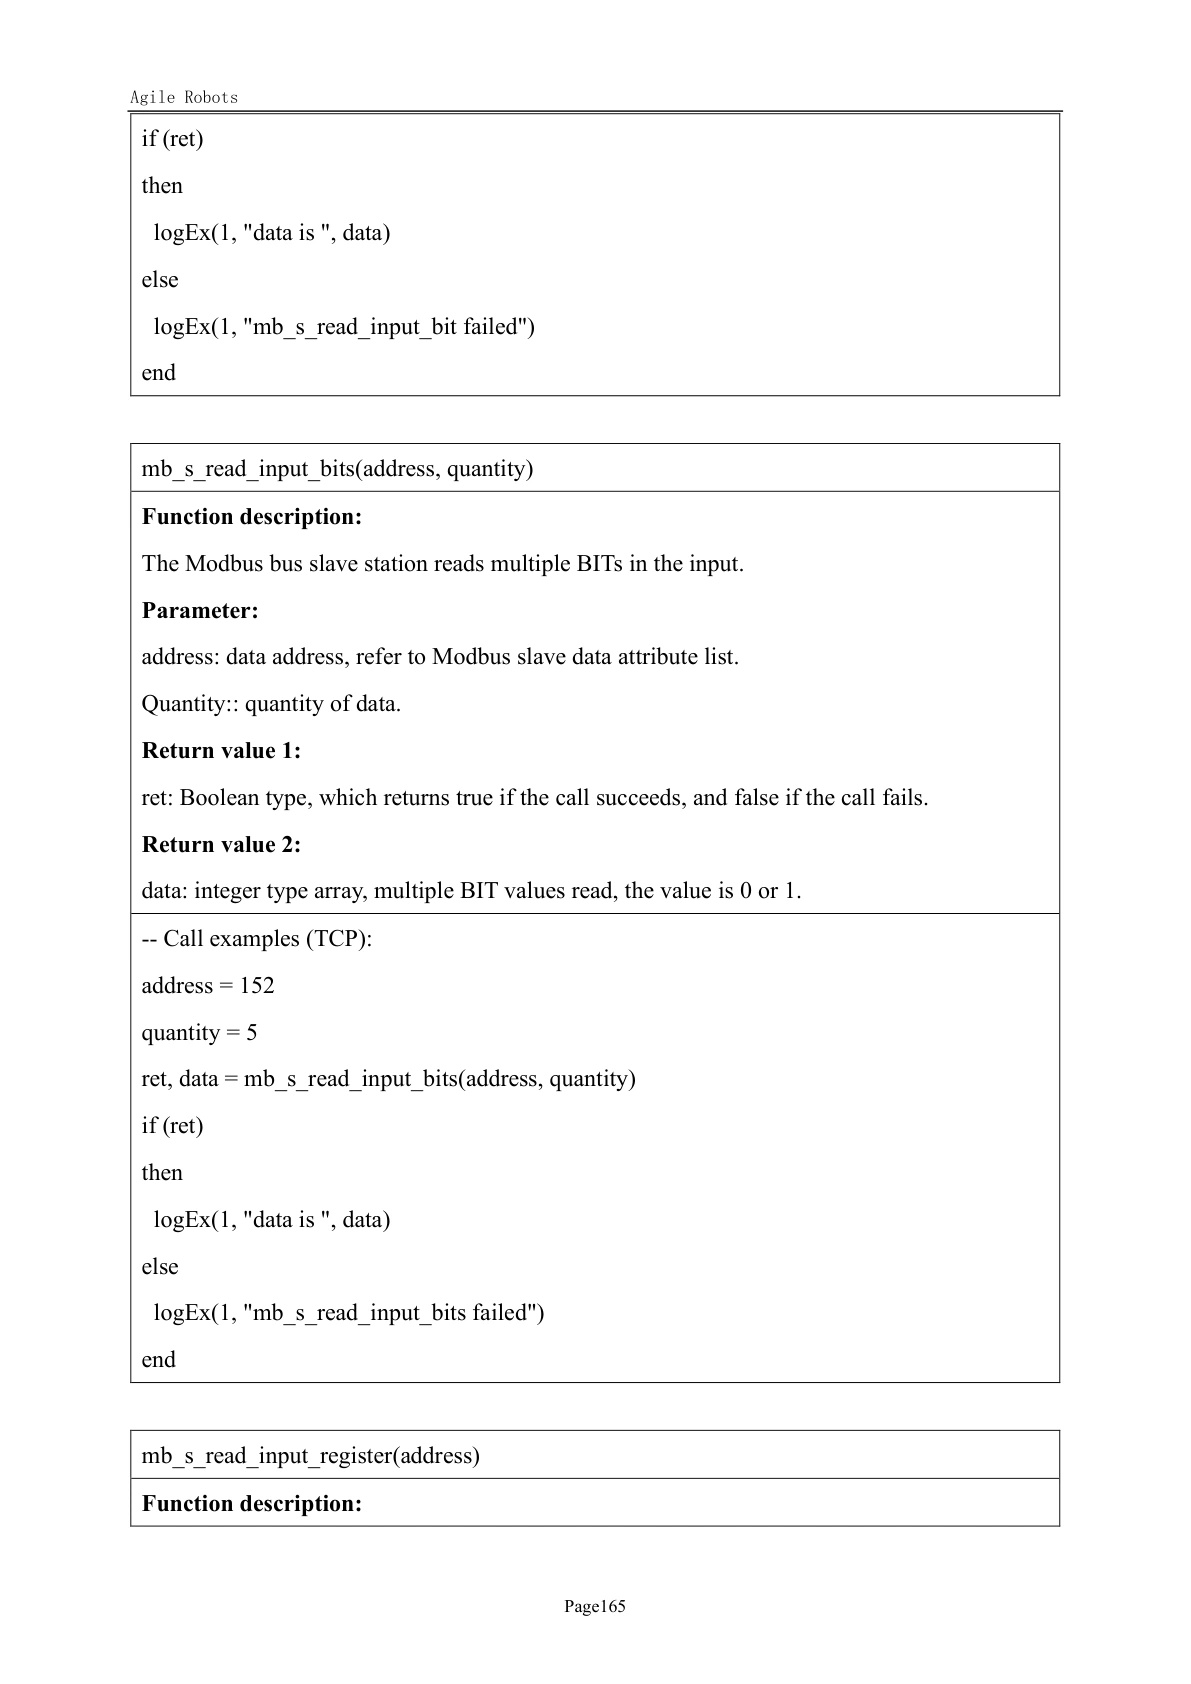 Agile Robots
if (ret)
then
logEx(1, "data is ", data)
else
logEx(1, "mb_s_read_input_bit failed")
end
mb_s_read_input_bits(address, quantity)
Function description:
The Modbus bus slave station reads multiple BITs in the input.
Parameter:
address: data address, refer to Modbus slave data attribute list.
Quantity:: quantity of data.
Return value 1:
ret: Boolean type, which returns true if the call succeeds, and false if the call fails.
Return value 2:
data: integer type array, multiple BIT values read, the value is 0 or 1.
-- Call examples (TCP):
address = 152
quantity = 5
ret, data = mb_s_read_input_bits(address, quantity)
if (ret)
then
logEx(1, "data is ", data)
else
logEx(1, "mb_s_read_input_bits failed")
end
mb_s_read_input_register(address)
Function description:
Page165